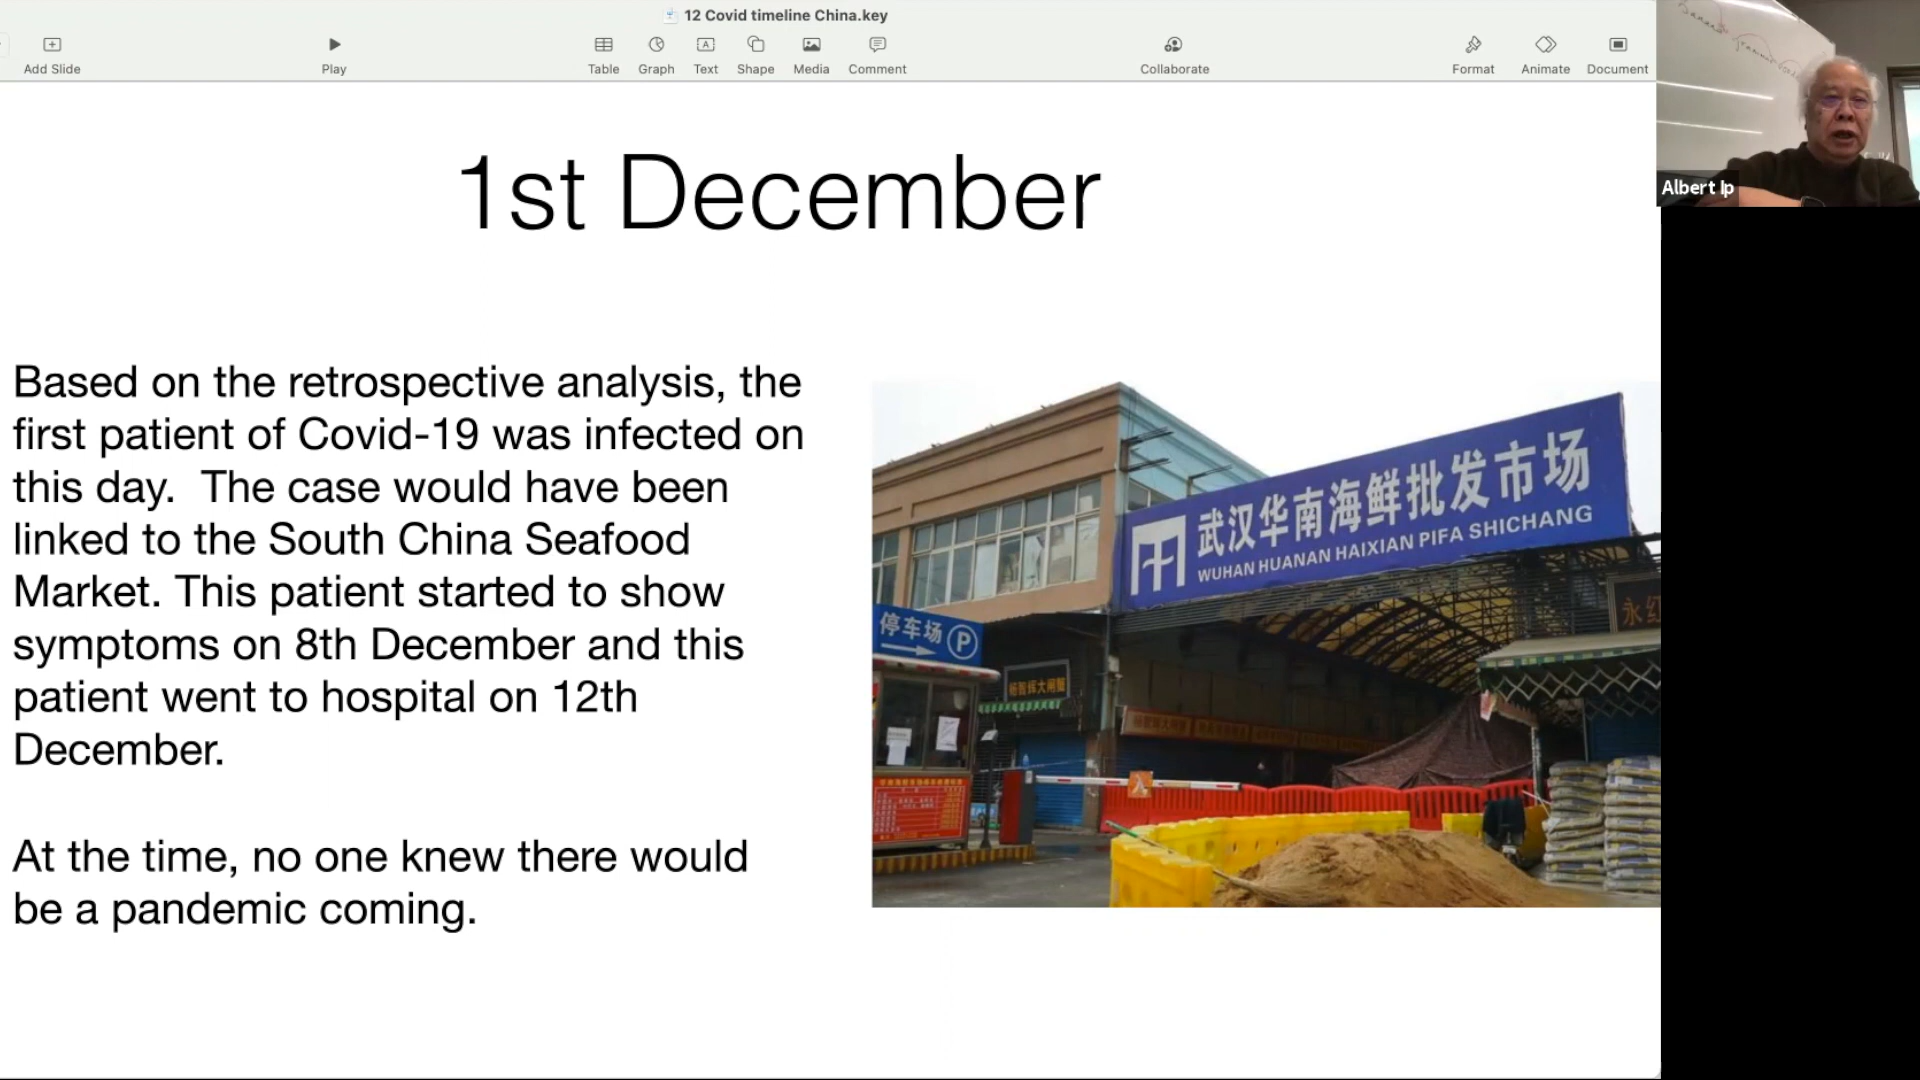 12 Covid timeline China.key
Add Slide
Play
Table
Graph
Text
Shape
Media
Comment
Collaborate
Format
Animate
Document
Albert Ip
1st December
Based on the retrospective analysis, the
first patient of Covid-19 was infected on
this day.  The case would have been
linked to the South China Seafood
Market. This patient started to show
symptoms on 8th December and this
patient went to hospital on 12th
December.
At the time, no one knew there would
be a pandemic coming.
武汉华南海鲜批发市场
WUHAN HUANAN HAIXIAN PIFA SHICHANG
停车场 P